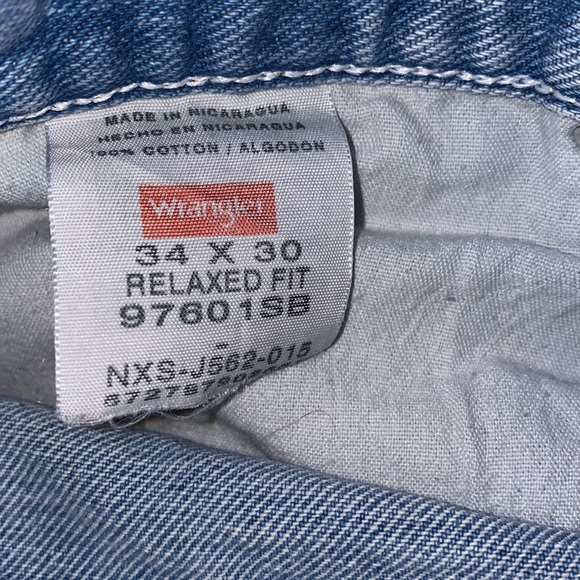 MADE IN NICARAGUA
HECHO EN NICARAGUA
100% COTTON / ALGODON
Wrangler
34 X 30
RELAXED FIT
97601SB
NXS-J562-015